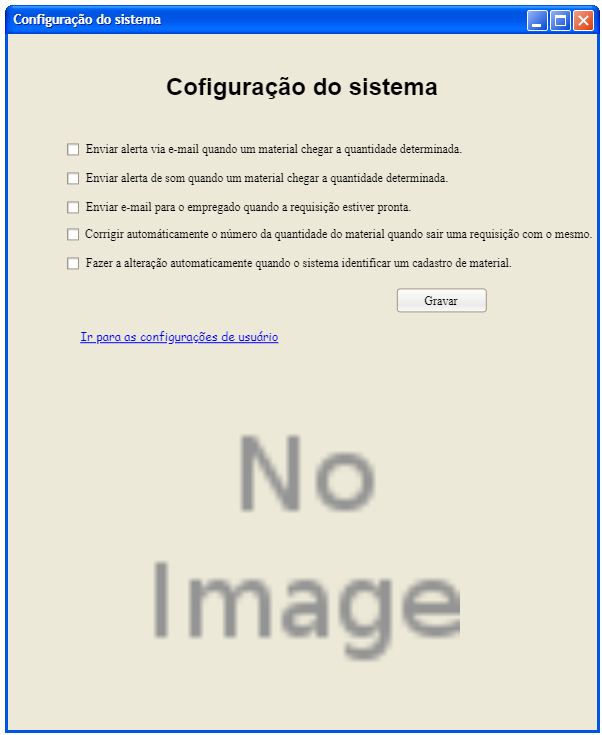 Configuração do sistema
Cofiguração do sistema
Enviar alerta via e-mail quando um material chegar a quantidade determinada.
Enviar alerta de som quando um material chegar a quantidade determinada.
Enviar e-mail para o empregado quando a requisição estiver pronta.
Corrigir automáticamente o número da quantidade do material quando sair uma requisição com o mesmo.
Fazer a alteração automaticamente quando o sistema identificar um cadastro de material.
Gravar
Ir para as configurações de usuário
No
Image